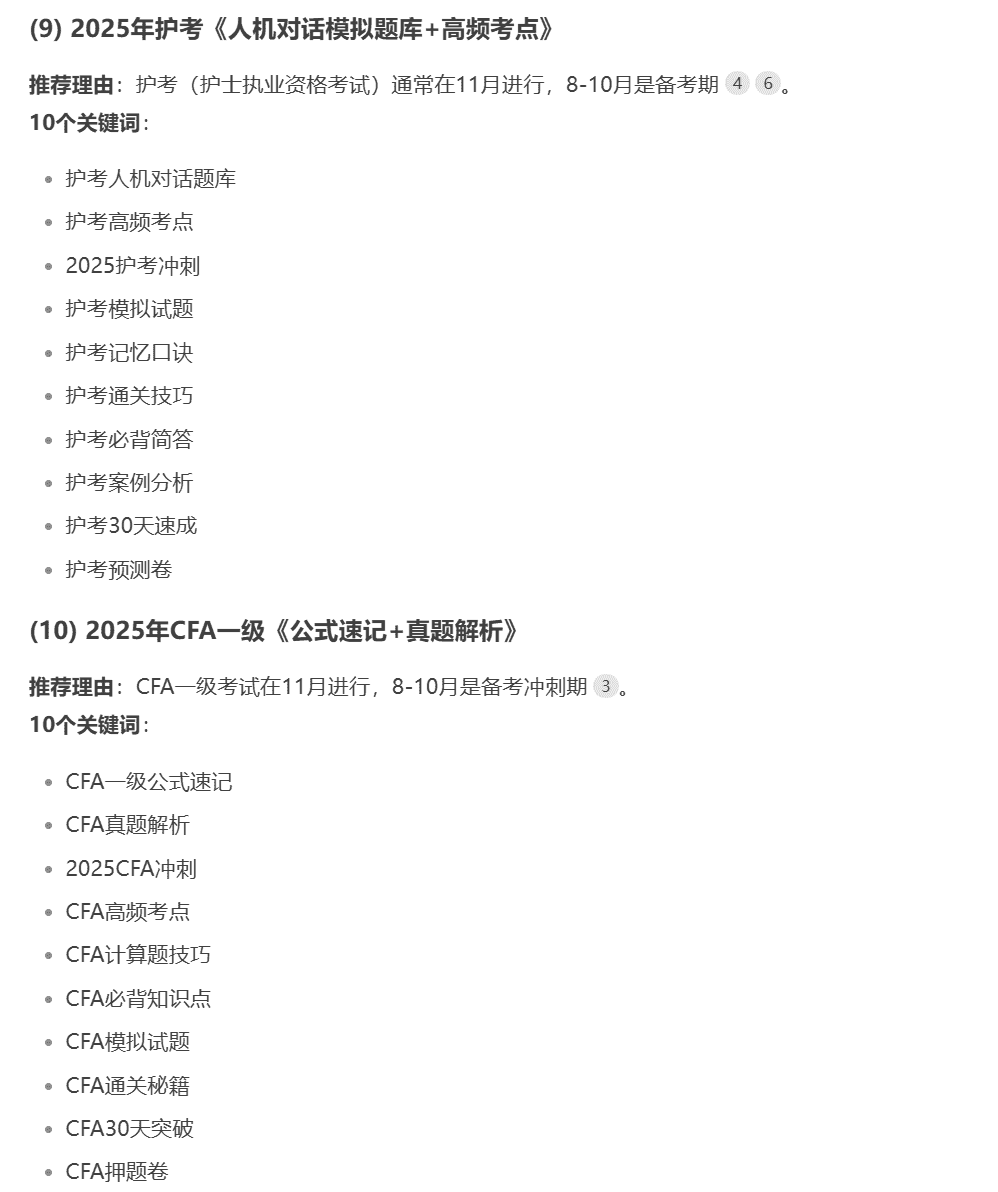 (9) 2025年护考《人机对话模拟题库+高频考点》
推荐理由：护考（护士执业资格考试）通常在11月进行，8-10月是备考期 4 6 。
10个关键词：
• 护考人机对话题库
• 护考高频考点
• 2025护考冲刺
• 护考模拟试题
• 护考记忆口诀
• 护考通关技巧
• 护考必背简答
• 护考案例分析
• 护考30天速成
• 护考预测卷
(10) 2025年CFA一级《公式速记+真题解析》
推荐理由：CFA一级考试在11月进行，8-10月是备考冲刺期 3 。
10个关键词：
• CFA一级公式速记
• CFA真题解析
• 2025CFA冲刺
• CFA高频考点
• CFA计算题技巧
• CFA必背知识点
• CFA模拟试题
• CFA通关秘籍
• CFA30天突破
• CFA押题卷